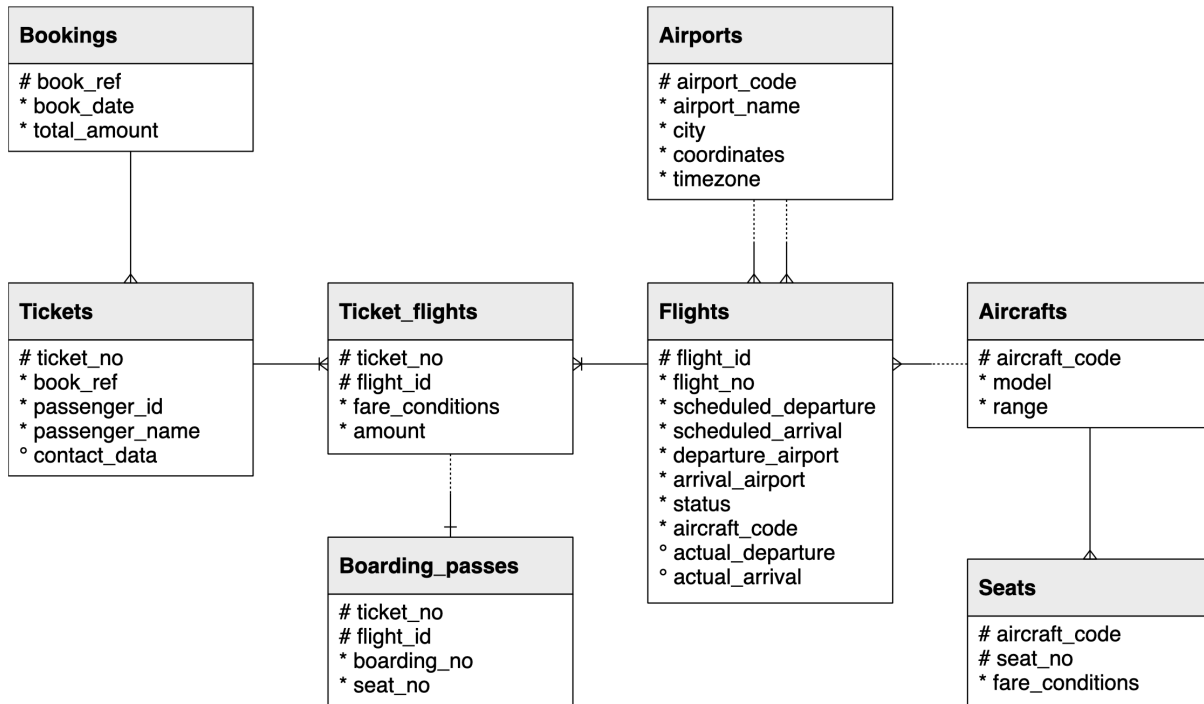 Bookings
# book_ref
* book_date
* total_amount
Airports
# airport_code
* airport_name
* city
* coordinates
* timezone
Tickets
# ticket_no
* book_ref
* passenger_id
* passenger_name
° contact_data
Ticket_flights
# ticket_no
# flight_id
* fare_conditions
* amount
Flights
# flight_id
* flight_no
* scheduled_departure
* scheduled_arrival
* departure_airport
* arrival_airport
* status
* aircraft_code
° actual_departure
° actual_arrival
Aircrafts
# aircraft_code
* model
* range
Boarding_passes
# ticket_no
# flight_id
* boarding_no
* seat_no
Seats
# aircraft_code
# seat_no
* fare_conditions